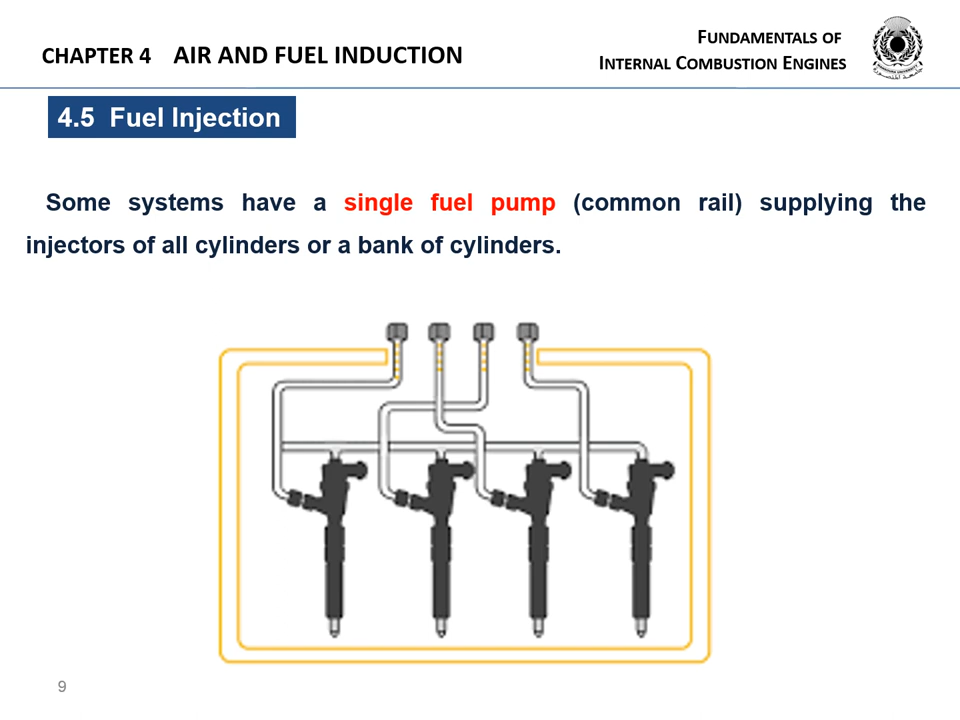 CHAPTER 4 AIR AND FUEL INDUCTION
FUNDAMENTALS OF
INTERNAL COMBUSTION ENGINES
4.5 Fuel Injection
Some systems have a single fuel pump (common rail) supplying the
injectors of all cylinders or a bank of cylinders.
9